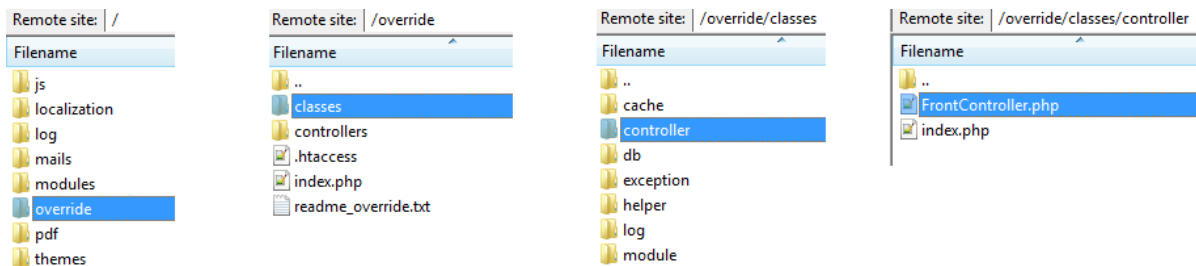 Remote site: /
Filename
js
localization
log
mails
modules
override
pdf
themes
Remote site: /override
Filename
..
classes
controllers
.htaccess
index.php
readme_override.txt
Remote site: /override/classes
Filename
..
cache
controller
db
exception
helper
log
module
Remote site: /override/classes/controller
Filename
..
FrontController.php
index.php